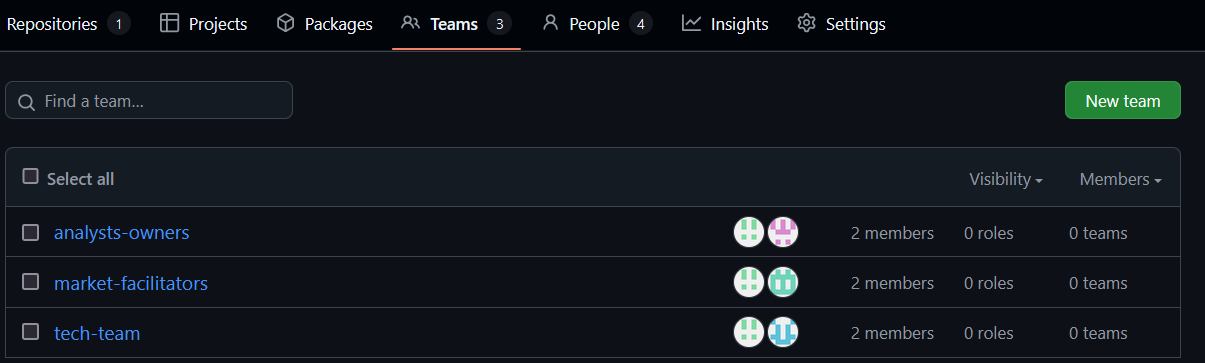 Repositories 1 Projects Packages Teams 3 People 4 Insights Settings
Find a team... New team
Select all Visibility Members
analysts-owners 2 members 0 roles 0 teams
market-facilitators 2 members 0 roles 0 teams
tech-team 2 members 0 roles 0 teams